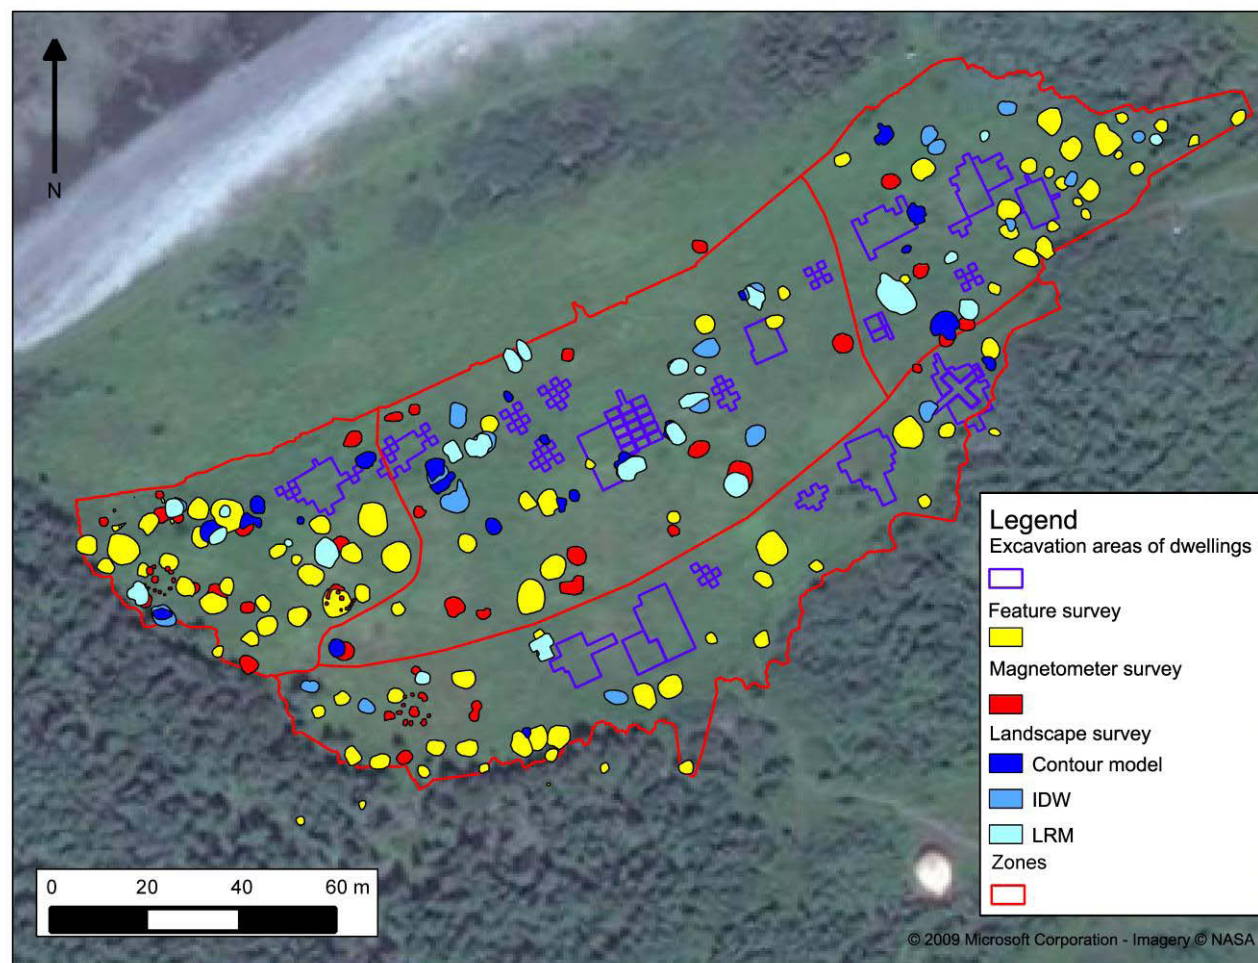 N
Legend
Excavation areas of dwellings
Feature survey
Magnetometer survey
Landscape survey
Contour model
IDW
LRM
Zones
0 20 40 60 m
© 2009 Microsoft Corporation - Imagery © NASA